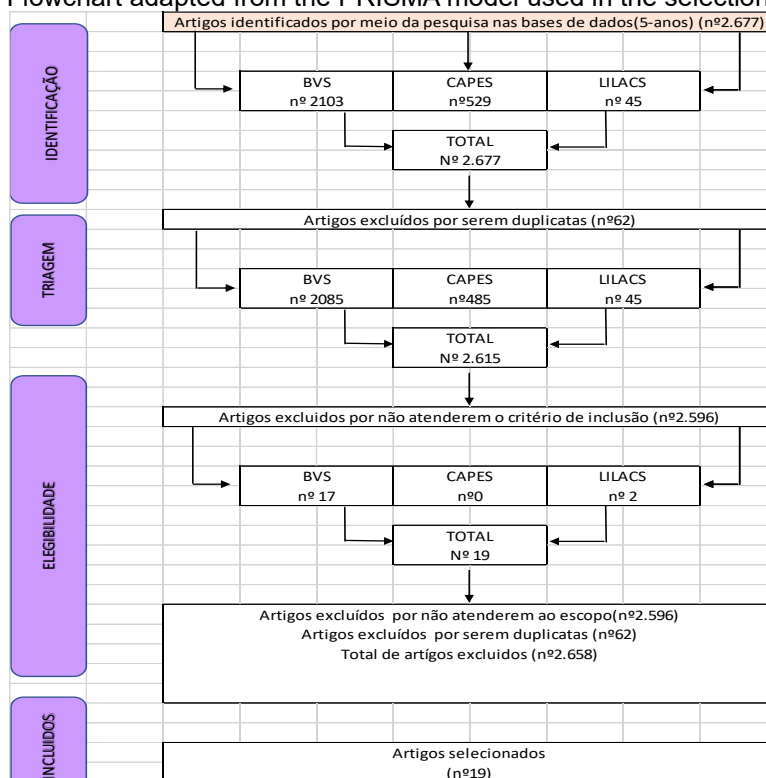 Flowchart adapted from the PRISMA model used in the selection
Artigos identificados por meio da pesquisa nas bases de dados(5-anos) (nº2.677)
IDENTIFICAÇÃO
BVS
nº 2103
CAPES
nº529
LILACS
nº 45
TOTAL
Nº 2.677
Artigos excluídos por serem duplicatas (nº62)
TRIAGEM
BVS
nº 2085
CAPES
nº485
LILACS
nº 45
TOTAL
Nº 2.615
Artigos excluidos por não atenderem o critério de inclusão (nº2.596)
ELEGIBILIDADE
BVS
nº 17
CAPES
nº0
LILACS
nº 2
TOTAL
Nº 19
Artigos excluídos por não atenderem ao escopo(nº2.596)
Artigos excluídos por serem duplicatas (nº62)
Total de artígos excluidos (nº2.658)
INCLUIDOS
Artigos selecionados
(nº19)